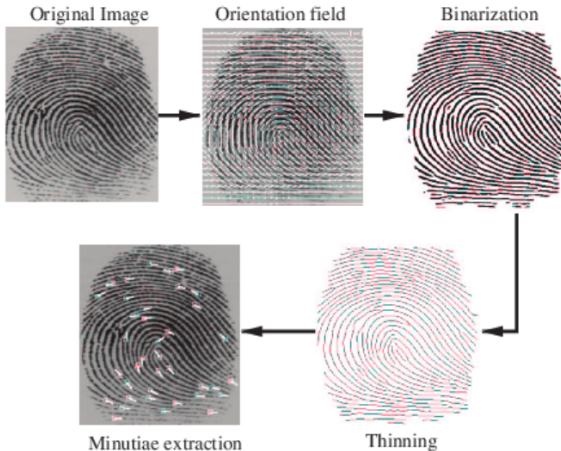 Original Image
Orientation field
Binarization
Minutiae extraction
Thinning